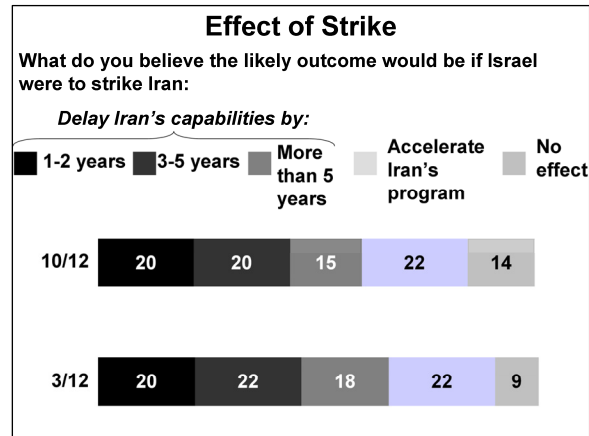 Effect of Strike
What do you believe the likely outcome would be if Israel
were to strike Iran:
Delay Iran's capabilities by:
1-2 years
3-5 years
More
than 5
years
Accelerate
Iran's
program
No
effect
10/12 20 20 15 22 14
3/12 20 22 18 22 9